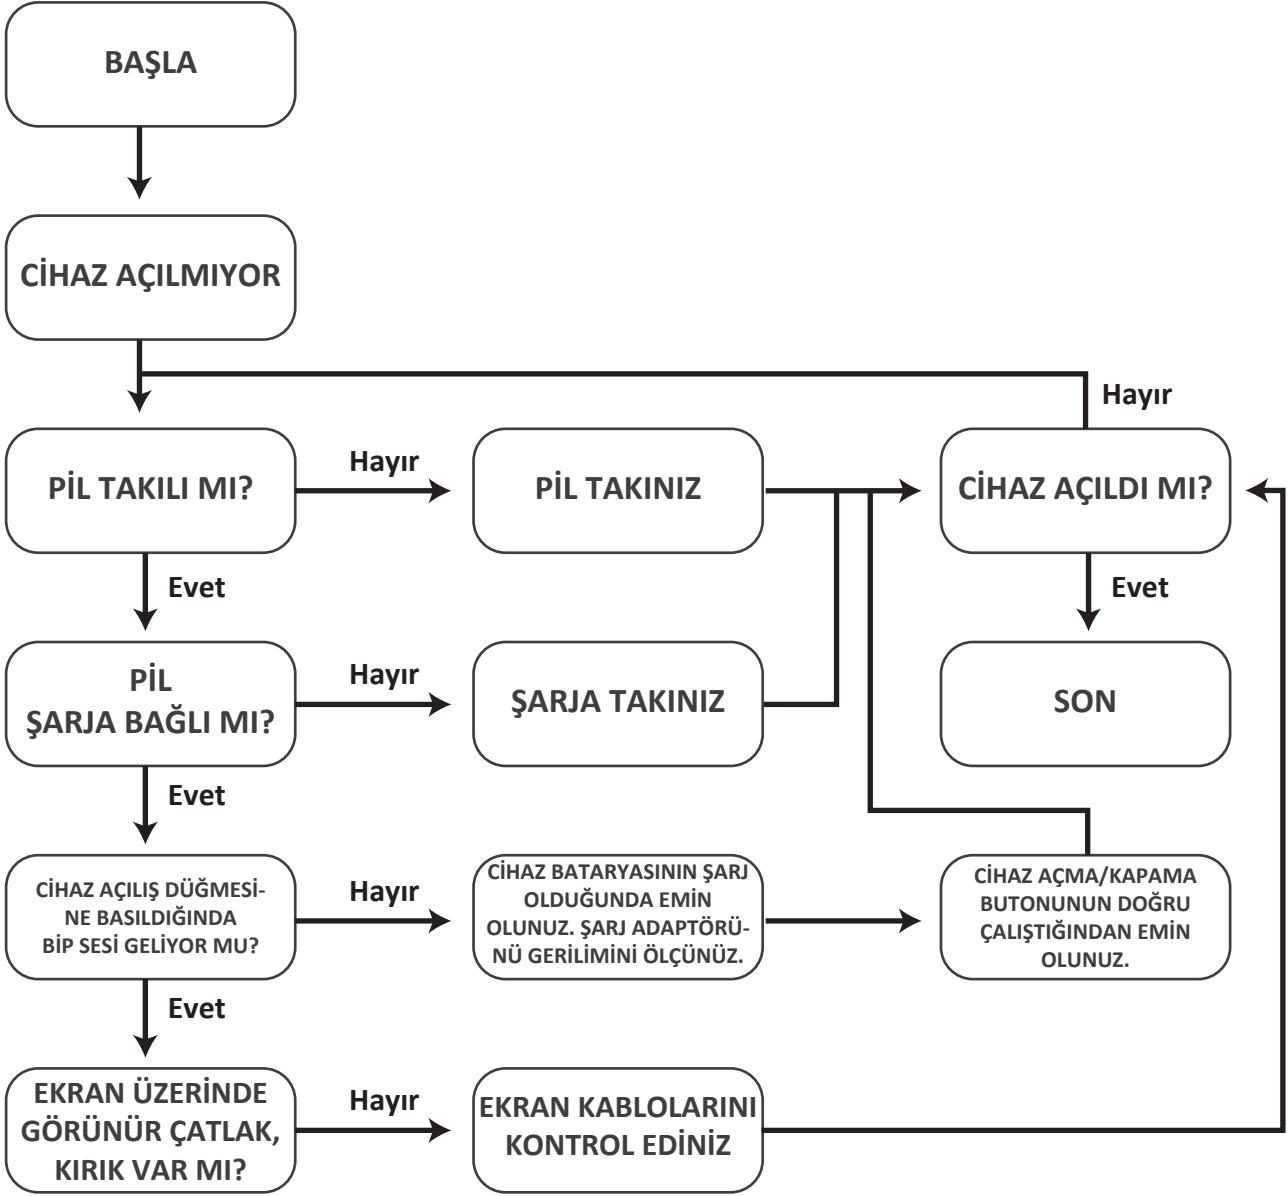 BAŞLA
CİHAZ AÇILMIYOR
Hayır
PİL TAKILI MI?
Hayır
PİL TAKINIZ
CİHAZ AÇILDI MI?
Evet
Evet
PİL
ŞARJA BAĞLI MI?
Hayır
ŞARJA TAKINIZ
SON
Evet
CİHAZ AÇILIŞ DÜĞMESİ-
NE BASILDIĞINDA
BİP SESİ GELİYOR MU?
Hayır
CİHAZ BATARYASININ ŞARJ
OLDUĞUNDA EMİN
OLUNUZ. ŞARJ ADAPTÖRÜ-
NÜ GERİLİMİNİ ÖLÇÜNÜZ.
CİHAZ AÇMA/KAPAMA
BUTONUNUN DOĞRU
ÇALIŞTIĞINDAN EMİN
OLUNUZ.
Evet
EKRAN ÜZERİNDE
GÖRÜNÜR ÇATLAK,
KIRIK VAR MI?
Hayır
EKRAN KABLOLARINI
KONTROL EDİNİZ